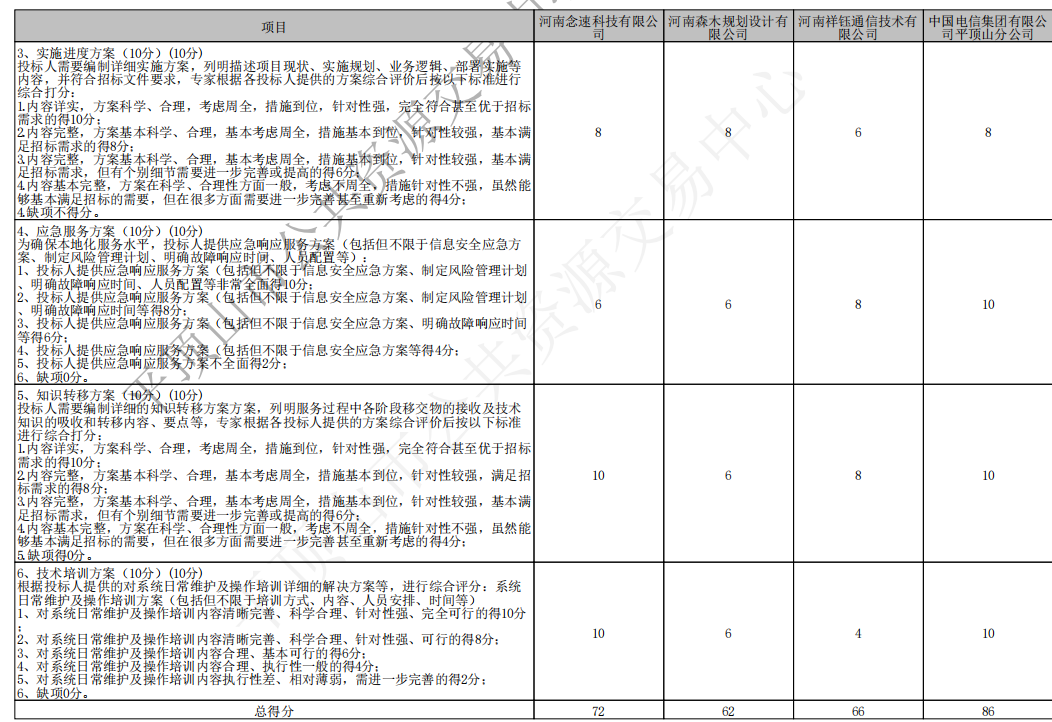 项目
河南念速科技有限公
司
河南森木规划设计有
限公司
河南祥钰通信技术有
限公司
中国电信集团有限公
司平顶山分公司
3、实施进度方案（10分）(10分)
投标人需要编制详细实施方案，列明描述项目现状、实施规划、业务逻辑、部署实施等
内容，并符合招标文件要求，专家根据各投标人提供的方案综合评价后按以下标准进行
综合打分：
1.内容详实，方案科学、合理，考虑周全，措施到位，针对性强，完全符合甚至优于招标
需求的得10分；
2.内容完整，方案基本科学、合理，基本考虑周全，措施基本到位，针对性较强，基本满
足招标需求的得8分；
3.内容完整，方案基本科学、合理，基本考虑周全，措施基本到位，针对性较强，基本满
足招标需求，但有个别细节需要进一步完善或提高的得6分；
4.内容基本完整，方案在科学、合理性方面一般，考虑不周全，措施针对性不强，虽然能
够基本满足招标的需要，但在很多方面需要进一步完善甚至重新考虑的得4分；
4.缺项不得分。
8
8
6
8
4、应急服务方案（10分）(10分)
为确保本地化服务水平，投标人提供应急响应服务方案（包括但不限于信息安全应急方
案、制定风险管理计划、明确故障响应时间、人员配置等）：
1、投标人提供应急响应服务方案（包括但不限于信息安全应急方案、制定风险管理计划
、明确故障响应时间、人员配置等非常全面得10分；
2、投标人提供应急响应服务方案（包括但不限于信息安全应急方案、制定风险管理计划
、明确故障响应时间等得8分；
3、投标人提供应急响应服务方案（包括但不限于信息安全应急方案、明确故障响应时间
等得6分；
4、投标人提供应急响应服务方案（包括但不限于信息安全应急方案等得4分；
5、投标人提供应急响应服务方案不全面得2分；
6、缺项0分。
6
6
8
10
5、知识转移方案（10分）(10分)
投标人需要编制详细的知识转移方案方案，列明服务过程中各阶段移交物的接收及技术
知识的吸收和转移内容、要点等，专家根据各投标人提供的方案综合评价后按以下标准
进行综合打分：
1.内容详实，方案科学、合理，考虑周全，措施到位，针对性强，完全符合甚至优于招标
需求的得10分；
2.内容完整，方案基本科学、合理，基本考虑周全，措施基本到位，针对性较强，满足招
标需求的得8分；
3.内容完整，方案基本科学、合理，基本考虑周全，措施基本到位，针对性较强，基本满
足招标需求，但有个别细节需要进一步完善或提高的得6分；
4.内容基本完整，方案在科学、合理性方面一般，考虑不周全，措施针对性不强，虽然能
够基本满足招标的需要，但在很多方面需要进一步完善甚至重新考虑的得4分；
5.缺项得0分。
10
6
8
10
6、技术培训方案（10分）(10分)
根据投标人提供的对系统日常维护及操作培训详细的解决方案等，进行综合评分：系统
日常维护及操作培训方案（包括但不限于培训方式、内容、人员安排、时间等）
1、对系统日常维护及操作培训内容清晰完善、科学合理、针对性强、完全可行的得10分
；
2、对系统日常维护及操作培训内容清晰完善、科学合理、针对性强、可行的得8分；
3、对系统日常维护及操作培训内容合理、基本可行的得6分；
4、对系统日常维护及操作培训内容合理、执行性一般的得4分；
5、对系统日常维护及操作培训内容执行性差、相对薄弱，需进一步完善的得2分；
6、缺项0分。
10
6
4
10
总得分
72
62
66
86
平顶山市公共资源交易中
平顶山市公共资源交易中心